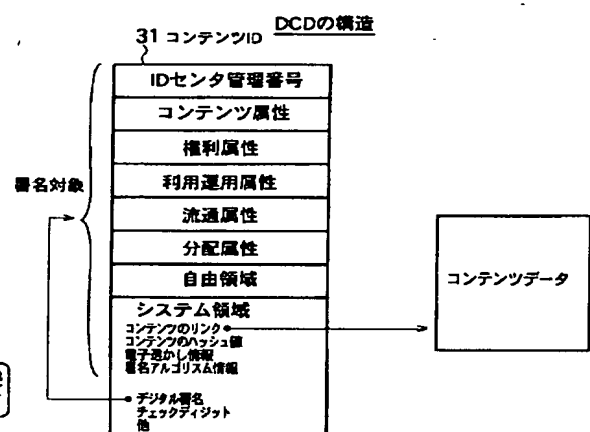 DCDの構造
31 コンテンツID
IDセンタ管理番号
コンテンツ属性
権利属性
署名対象
利用運用属性
流通属性
分配属性
コンテンツデータ
自由領域
システム領域
コンテンツのリンク
コンテンツのハッシュ値
電子透かし情報
署名アルゴリスム情報
デジタル署名
チェックディジット
他